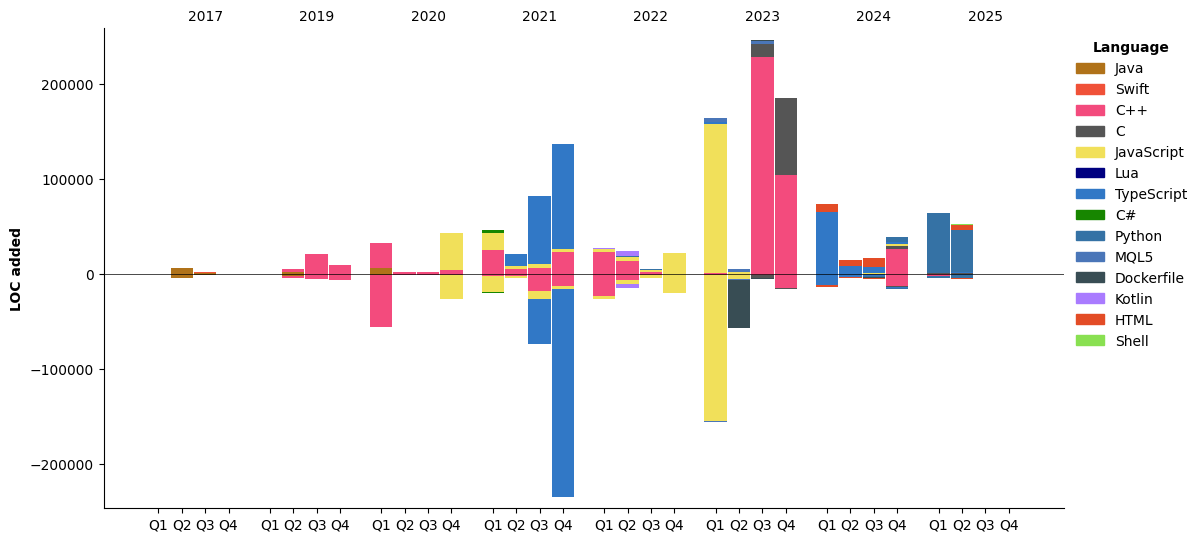 2017 2019 2020 2021 2022 2023 2024 2025
Language
Java
Swift
C++
C
JavaScript
Lua
TypeScript
C#
Python
MQL5
Dockerfile
Kotlin
HTML
Shell
LOC added
200000
100000
0
−100000
−200000
Q1 Q2 Q3 Q4 Q1 Q2 Q3 Q4 Q1 Q2 Q3 Q4 Q1 Q2 Q3 Q4 Q1 Q2 Q3 Q4 Q1 Q2 Q3 Q4 Q1 Q2 Q3 Q4 Q1 Q2 Q3 Q4